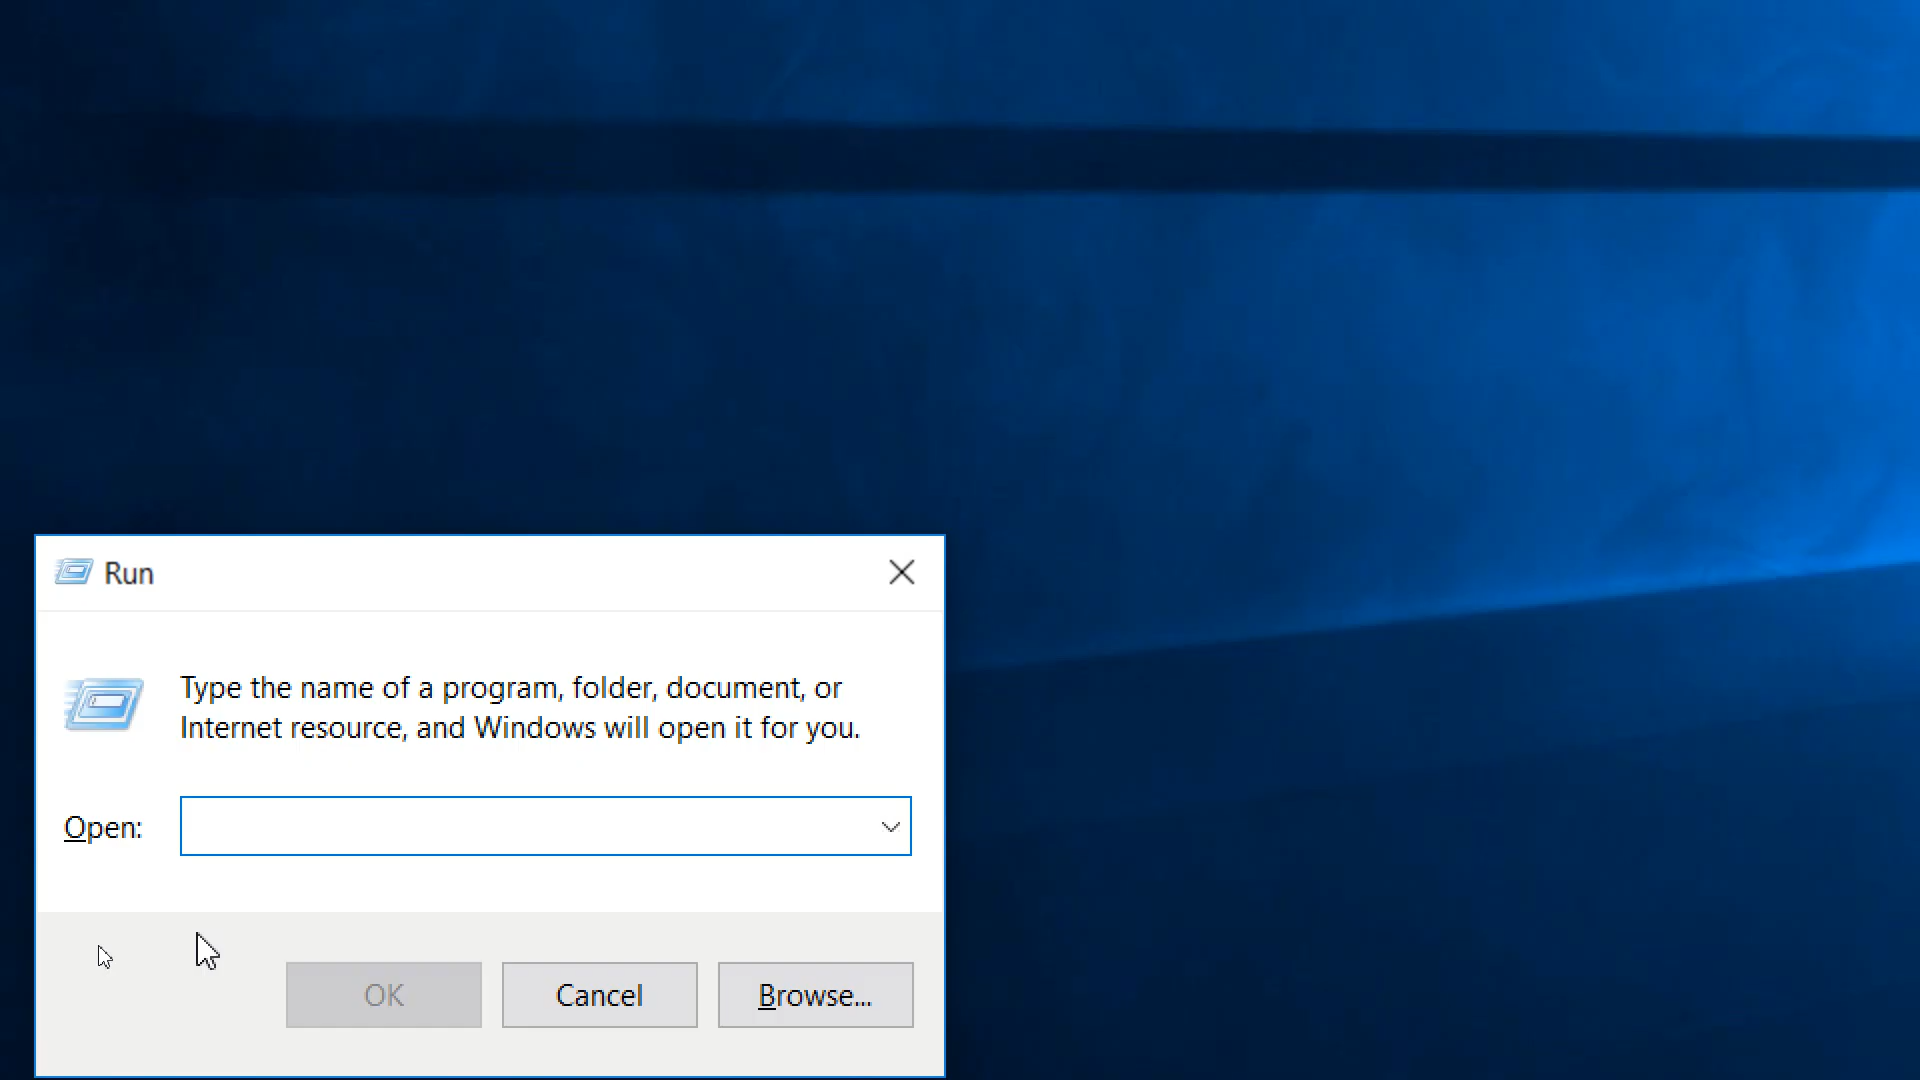 Run
Type the name of a program, folder, document, or
Internet resource, and Windows will open it for you.
Open:
OK
Cancel
Browse...